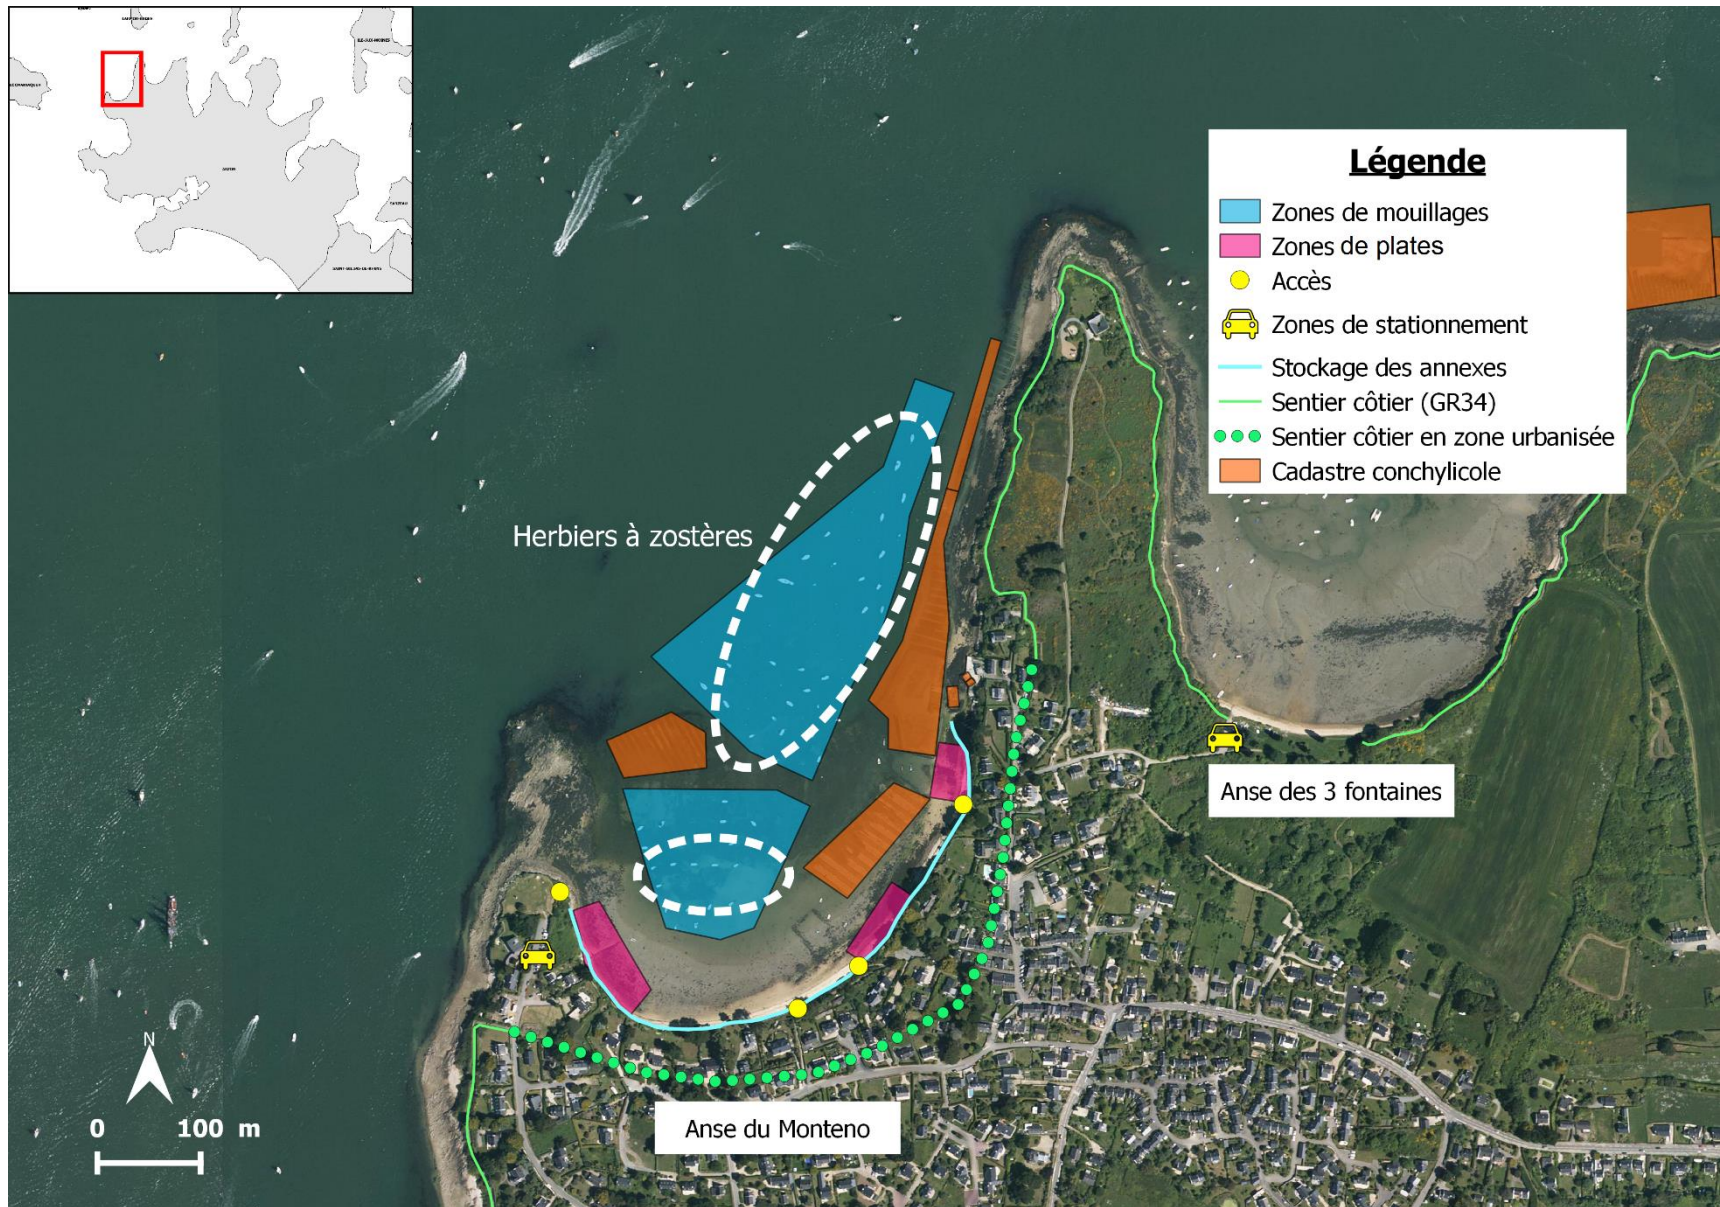 Légende
Zones de mouillages
Zones de plates
Accès
Zones de stationnement
Stockage des annexes
Sentier côtier (GR34)
Sentier côtier en zone urbanisée
Cadastre conchylicole
Herbiers à zostères
Anse des 3 fontaines
Anse du Monteno
N
0 100 m